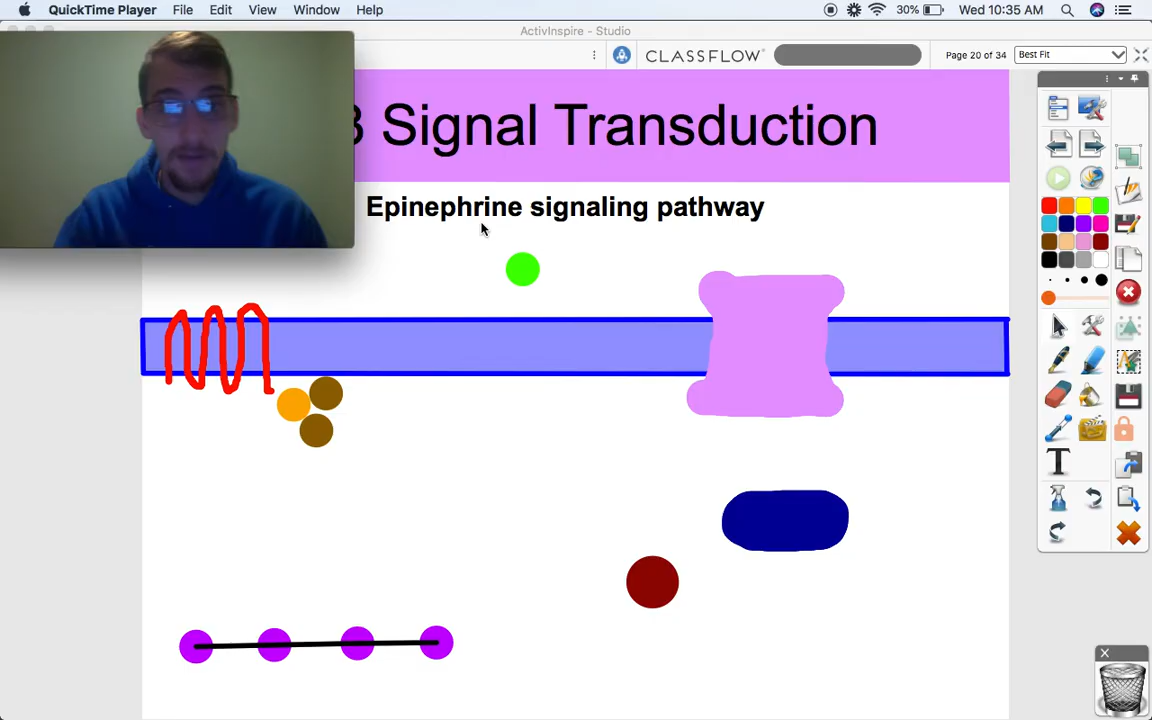 QuickTime Player File Edit View Window Help 30% Wed 10:35 AM
ActivInspire - Studio
CLASSFLOW Page 20 of 34 Best Fit
B Signal Transduction
Epinephrine signaling pathway
T